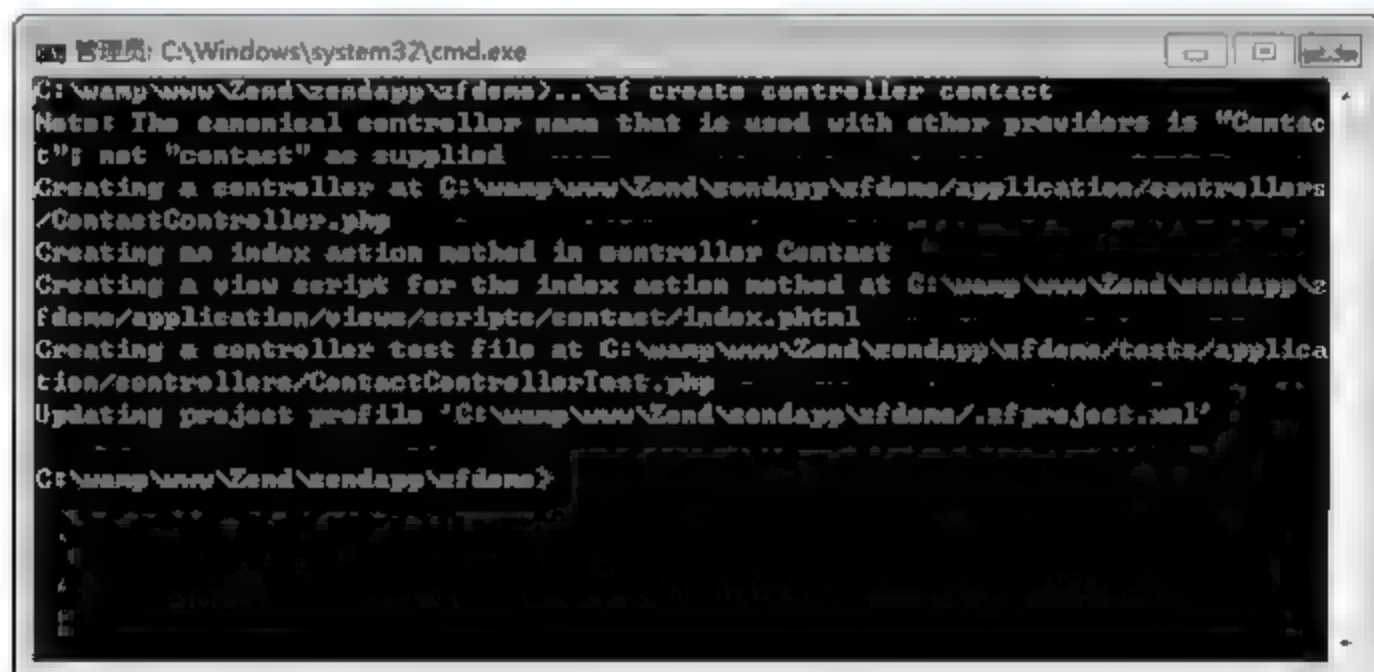 管理员: C:\Windows\system32\cmd.exe
C:\wamp\www\Zend\zendapp\zfdemo>..\zf create controller contact
Note: The canonical controller name that is used with other providers is "Contac
t"; not "contact" as supplied
Creating a controller at C:\wamp\www\Zend\zendapp\zfdemo/application/controllers
/ContactController.php
Creating an index action method in controller Contact
Creating a view script for the index action method at C:\wamp\www\Zend\zendapp\z
fdemo/application/views/scripts/contact/index.phtml
Creating a controller test file at C:\wamp\www\Zend\zendapp\zfdemo/tests/applica
tion/controllers/ContactControllerTest.php
Updating project profile 'C:\wamp\www\Zend\zendapp\zfdemo/.zfproject.xml'
C:\wamp\www\Zend\zendapp\zfdemo>